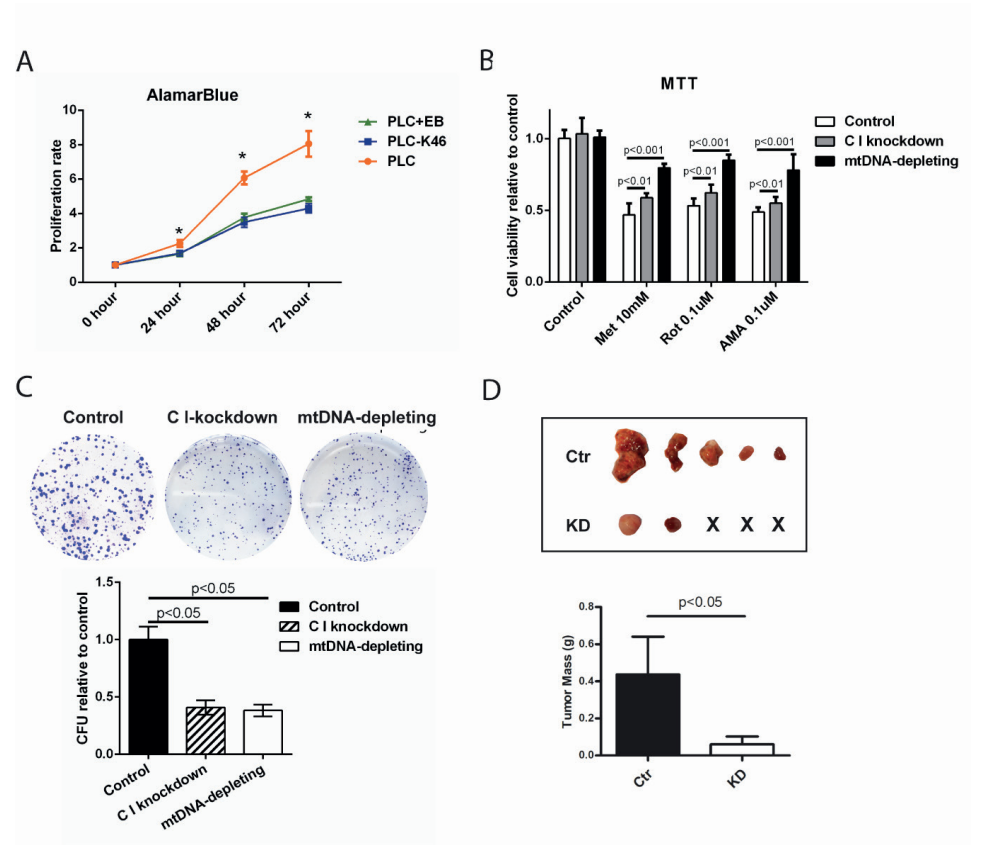 A
AlamarBlue
Proliferation rate
10
8
6
4
2
0
0 hour
24 hour
48 hour
72 hour
*
*
*
PLC+EB
PLC-K46
PLC
B
MTT
Cell viability relative to control
1.0
0.5
0.0
p<0.001
p<0.01
p<0.001
p<0.01
p<0.001
p<0.01
Control
Met 10mM
Rot 0.1uM
AMA 0.1uM
Control
C I knockdown
mtDNA-depleting
C
Control
C I-kockdown
mtDNA-depleting
CFU relative to control
1.5
1.0
0.5
0.0
p<0.05
p<0.05
Control
C I knockdown
mtDNA-depleting
Control
C I knockdown
mtDNA-depleting
D
Ctr
KD X X X
Tumor Mass (g)
0.8
0.6
0.4
0.2
0.0
p<0.05
Ctr
KD